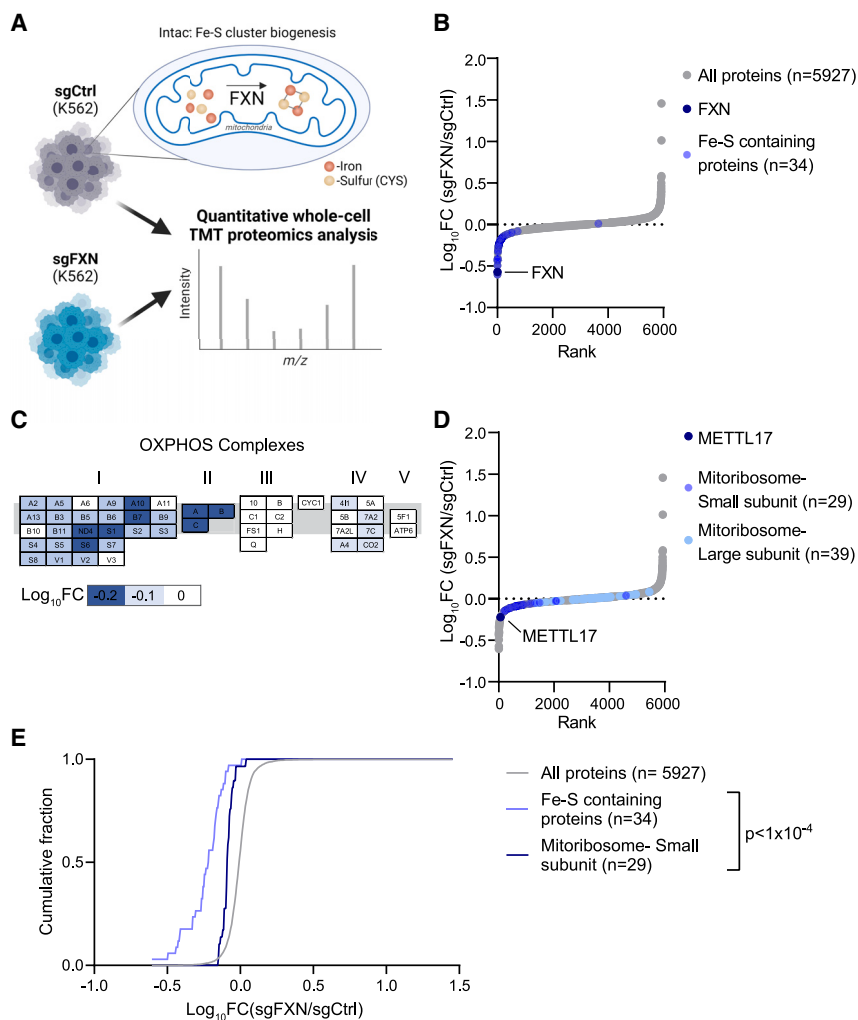 A
Intac: Fe-S cluster biogenesis
sgCtrl
(K562)
FXN
mitochondria
-Iron
-Sulfur (CYS)
Quantitative whole-cell
TMT proteomics analysis
sgFXN
(K562)
Intensity
m/z
B
Log10FC (sgFXN/sgCtrl)
2.0
1.5
1.0
0.5
0.0
-0.5
-1.0
FXN
0 2000 4000 6000
Rank
All proteins (n=5927)
FXN
Fe-S containing
proteins (n=34)
C
OXPHOS Complexes
I II III IV V
A2 A5 A6 A9 A10 A11
A13 B3 B5 B6 B7 B9
B10 B11 ND4 S1 S2 S3
S4 S5 S6 S7
S8 V1 V2 V3
A B
C
10 B CYC1
C1 C2
FS1 H
Q
4I1 5A
5B 7A2
7A2L 7C
A4 CO2
5F1
ATP6
Log10FC -0.2 -0.1 0
D
Log10FC (sgFXN/sgCtrl)
2.0
1.5
1.0
0.5
0.0
-0.5
-1.0
METTL17
0 2000 4000 6000
Rank
METTL17
Mitoribosome-
Small subunit (n=29)
Mitoribosome-
Large subunit (n=39)
E
Cumulative fraction
1.0
0.5
0.0
-1.0 -0.5 0.0 0.5 1.0 1.5
Log10FC(sgFXN/sgCtrl)
All proteins (n= 5927)
Fe-S containing
proteins (n=34)
Mitoribosome- Small
subunit (n=29)
p<1x10-4